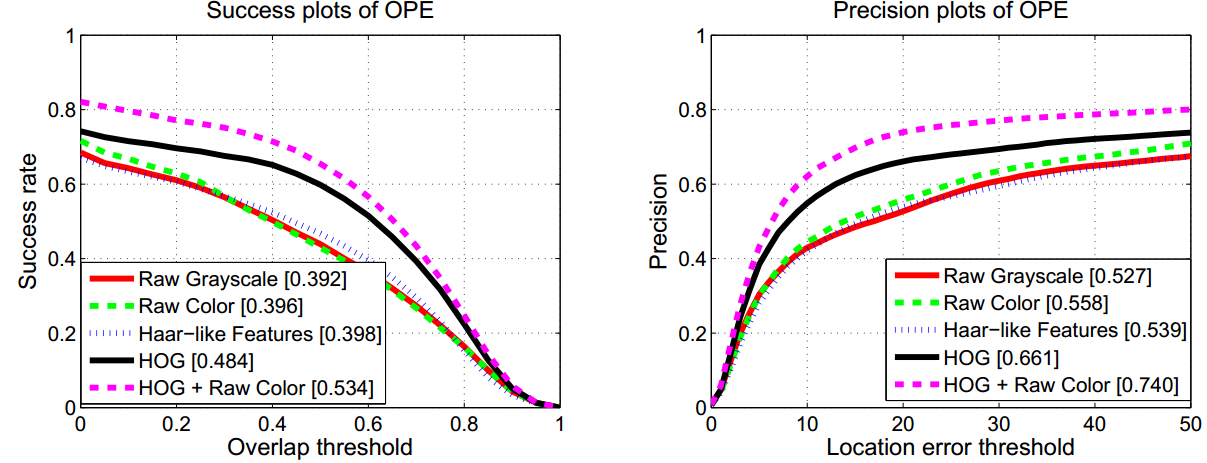 Success plots of OPE
1
0.8
0.6
0.4
0.2
0
Success rate
Raw Grayscale [0.392]
Raw Color [0.396]
Haar−like Features [0.398]
HOG [0.484]
HOG + Raw Color [0.534]
0 0.2 0.4 0.6 0.8 1
Overlap threshold
Precision plots of OPE
1
0.8
0.6
0.4
0.2
0
Precision
Raw Grayscale [0.527]
Raw Color [0.558]
Haar−like Features [0.539]
HOG [0.661]
HOG + Raw Color [0.740]
0 10 20 30 40 50
Location error threshold